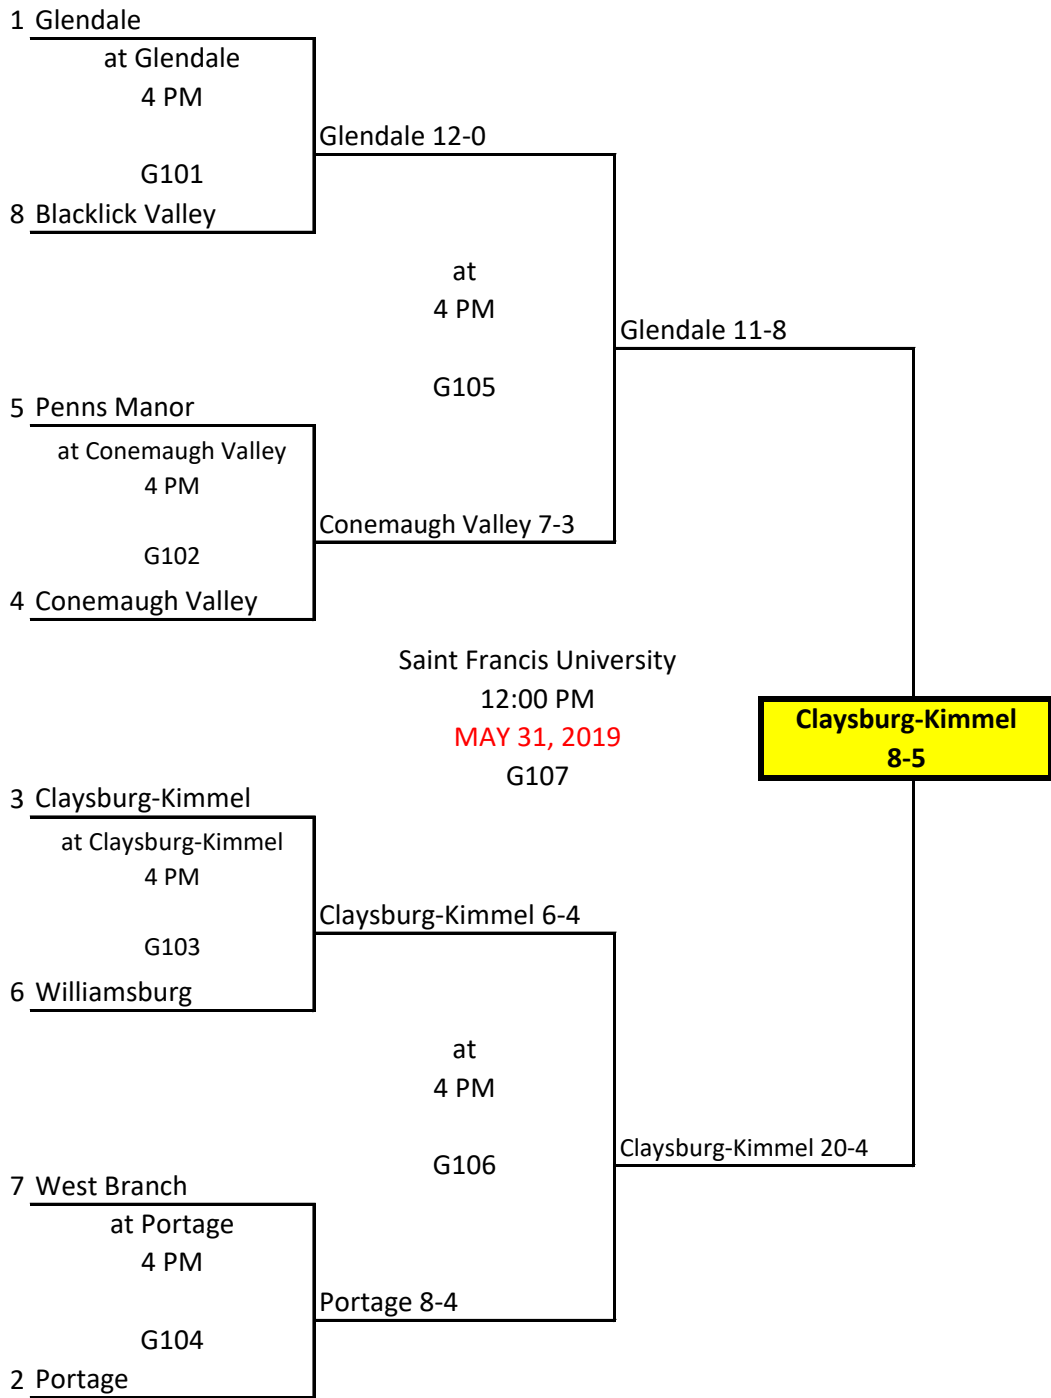 1 Glendale
at Glendale
4 PM
Glendale 12-0
G101
8 Blacklick Valley
at
4 PM
Glendale 11-8
G105
5 Penns Manor
at Conemaugh Valley
4 PM
Conemaugh Valley 7-3
G102
4 Conemaugh Valley
Saint Francis University
12:00 PM
MAY 31, 2019
G107
Claysburg-Kimmel
8-5
3 Claysburg-Kimmel
at Claysburg-Kimmel
4 PM
Claysburg-Kimmel 6-4
G103
6 Williamsburg
at
4 PM
G106
Claysburg-Kimmel 20-4
7 West Branch
at Portage
4 PM
Portage 8-4
G104
2 Portage